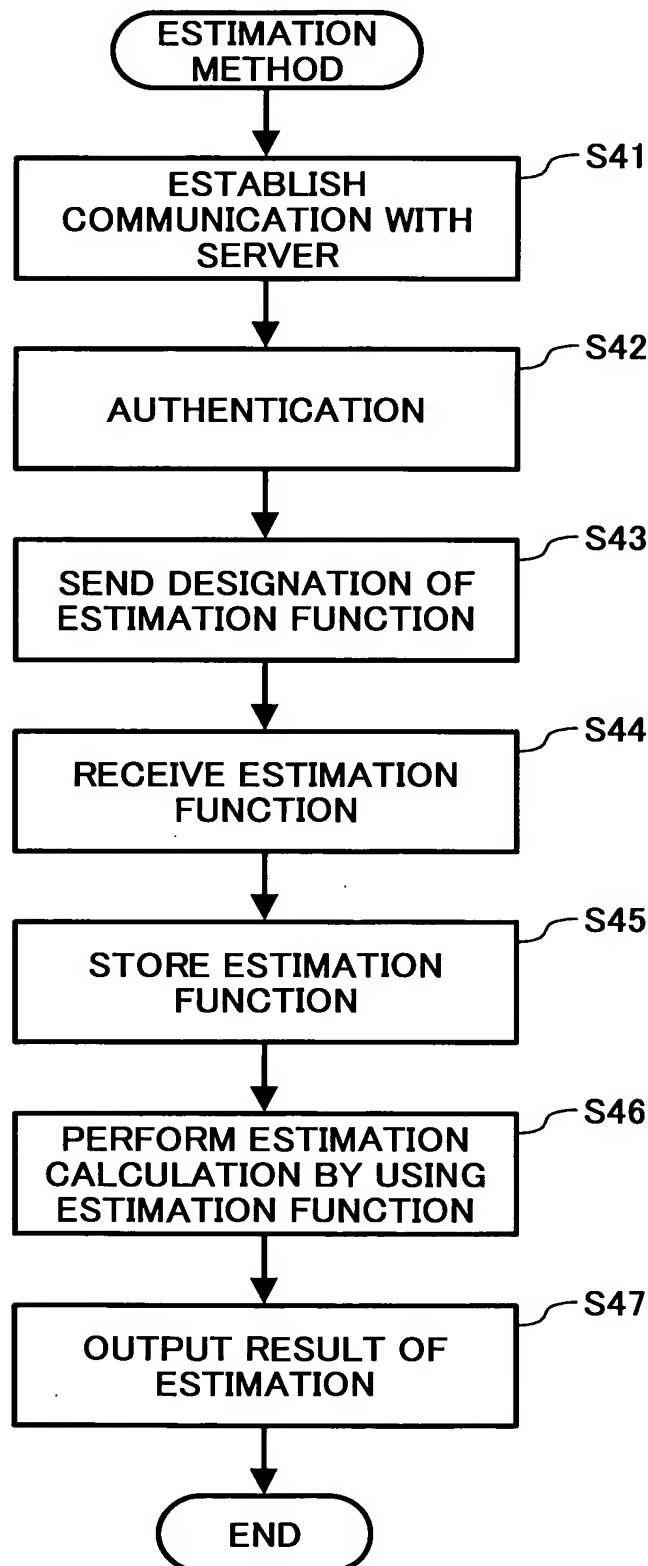 ESTIMATION
METHOD
S41
ESTABLISH
COMMUNICATION WITH
SERVER
S42
AUTHENTICATION
S43
SEND DESIGNATION OF
ESTIMATION FUNCTION
S44
RECEIVE ESTIMATION
FUNCTION
S45
STORE ESTIMATION
FUNCTION
S46
PERFORM ESTIMATION
CALCULATION BY USING
ESTIMATION FUNCTION
S47
OUTPUT RESULT OF
ESTIMATION
END